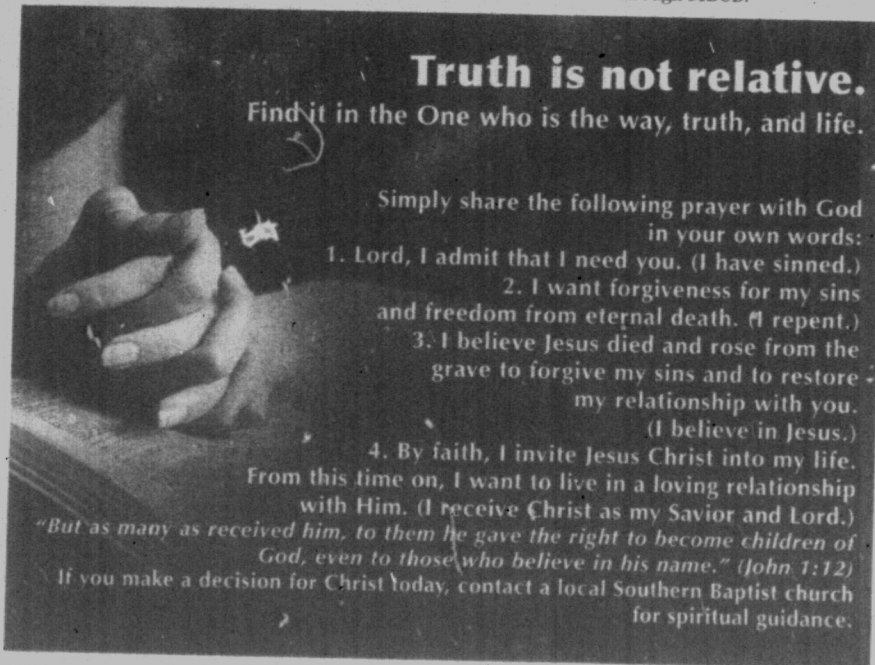 Truth is not relative.
Find it in the One who is the way, truth, and life.
Simply share the following prayer with God
in your own words:
1. Lord, I admit that I need you. (I have sinned.)
2. I want forgiveness for my sins
and freedom from eternal death. (I repent.)
3. I believe Jesus died and rose from the
grave to forgive my sins and to restore
my relationship with you.
(I believe in Jesus.)
4. By faith, I invite Jesus Christ into my life.
From this time on, I want to live in a loving relationship
with Him. (I receive Christ as my Savior and Lord.)
"But as many as received him, to them he gave the right to become children of
God, even to those who believe in his name." (John 1:12)
If you make a decision for Christ today, contact a local Southern Baptist church
for spiritual guidance.